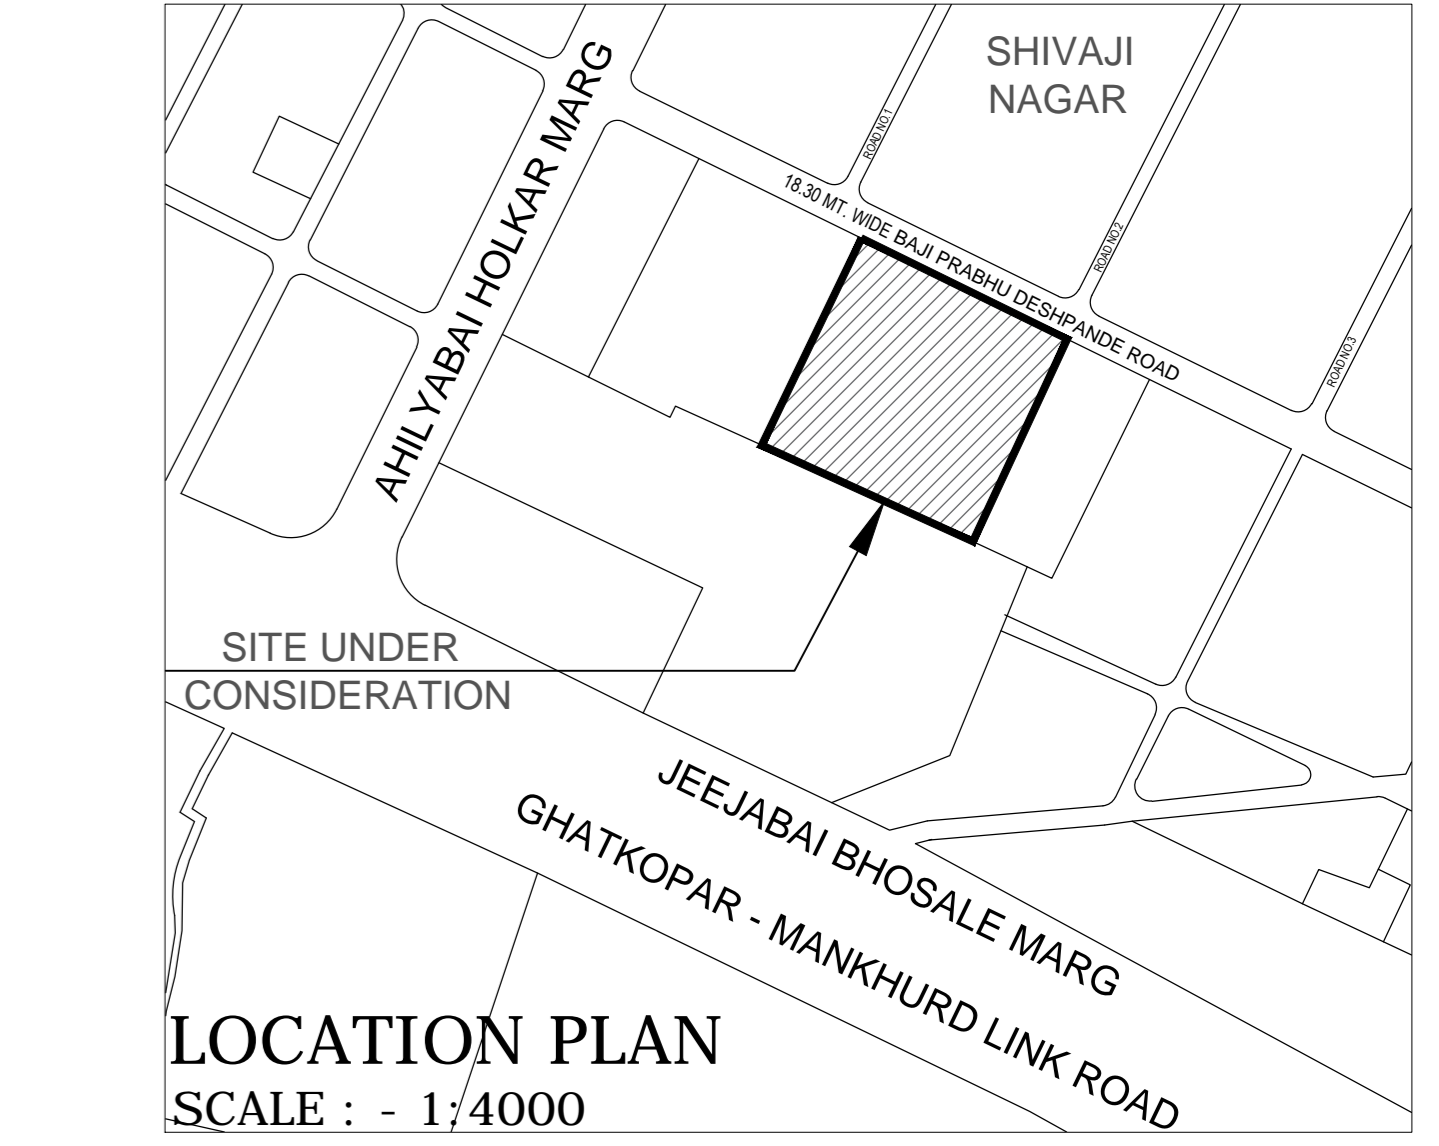 SHIVAJI
NAGAR
AHILYABAI HOLKAR MARG
ROAD NO.1
18.30 MT. WIDE BAJI PRABHU DESHPANDE ROAD
ROAD NO.2
ROAD NO.3
SITE UNDER
CONSIDERATION
JEEJABAI BHOSALE MARG
GHATKOPAR - MANKHURD LINK ROAD
LOCATION PLAN
SCALE : - 1:4000